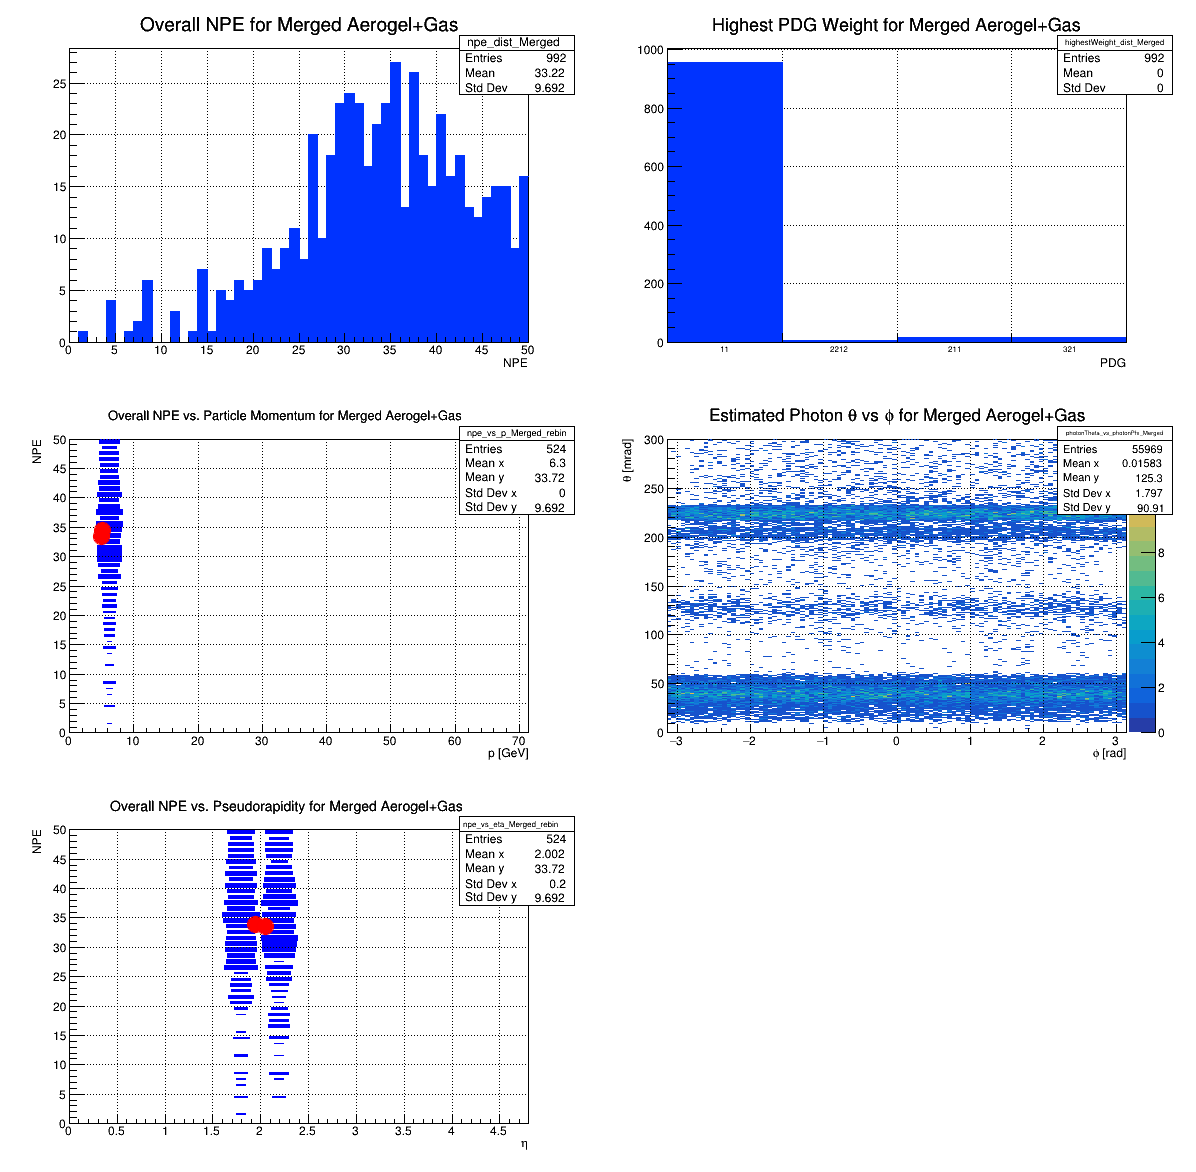 Overall NPE for Merged Aerogel+Gas
npe_dist_Merged
Entries 992
Mean 33.22
Std Dev 9.692
25
20
15
10
5
0
0 5 10 15 20 25 30 35 40 45 50
NPE
Highest PDG Weight for Merged Aerogel+Gas
highestWeight_dist_Merged
Entries 992
Mean 0
Std Dev 0
1000
800
600
400
200
0
11 2212 211 321
PDG
Overall NPE vs. Particle Momentum for Merged Aerogel+Gas
npe_vs_p_Merged_rebin
Entries 524
Mean x 6.3
Mean y 33.72
Std Dev x 0
Std Dev y 9.692
NPE
50
45
40
35
30
25
20
15
10
5
0
0 10 20 30 40 50 60 70
p [GeV]
Estimated Photon θ vs ϕ for Merged Aerogel+Gas
photonTheta_vs_photonPhi_Merged
Entries 55969
Mean x 0.01583
Mean y 125.3
Std Dev x 1.797
Std Dev y 90.91
θ [mrad]
300
250
200
150
100
50
0
−3 −2 −1 0 1 2 3
ϕ [rad]
8
6
4
2
0
Overall NPE vs. Pseudorapidity for Merged Aerogel+Gas
npe_vs_eta_Merged_rebin
Entries 524
Mean x 2.002
Mean y 33.72
Std Dev x 0.2
Std Dev y 9.692
NPE
50
45
40
35
30
25
20
15
10
5
0
0 0.5 1 1.5 2 2.5 3 3.5 4 4.5
η